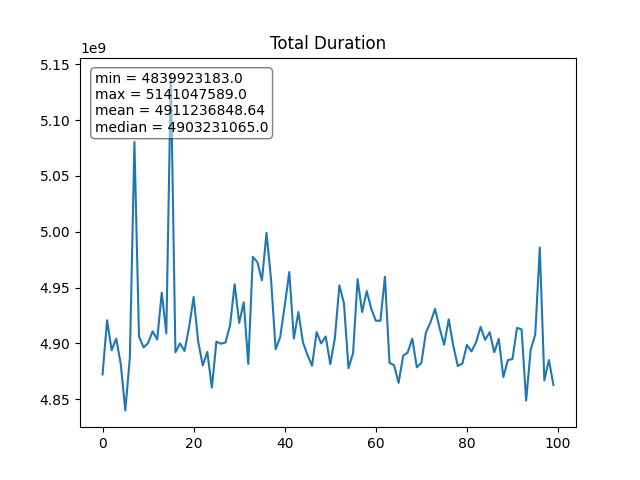 Total Duration
1e9
min = 4839923183.0
max = 5141047589.0
mean = 4911236848.64
median = 4903231065.0
5.15
5.10
5.05
5.00
4.95
4.90
4.85
0 20 40 60 80 100